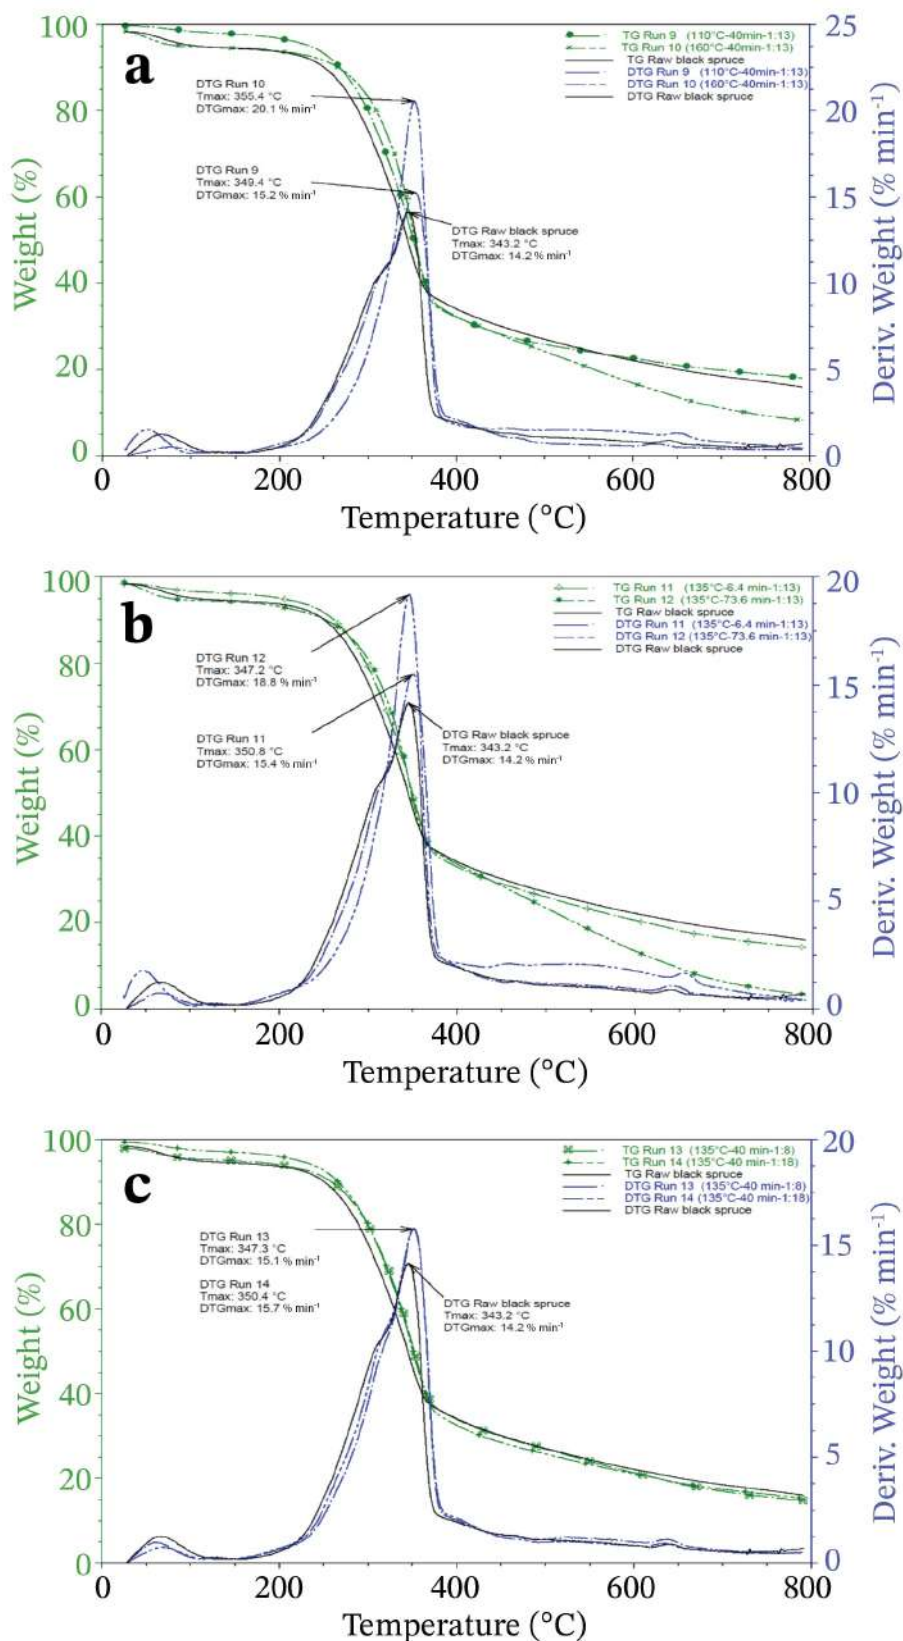 a
TG Run 9 (110°C-40min-1:13)
TG Run 10 (160°C-40min-1:13)
TG Raw black spruce
DTG Run 9 (110°C-40min-1:13)
DTG Run 10 (160°C-40min-1:13)
DTG Raw black spruce
DTG Run 10
Tmax: 355.4 °C
DTGmax: 20.1 % min⁻¹
DTG Run 9
Tmax: 349.4 °C
DTGmax: 15.2 % min⁻¹
DTG Raw black spruce
Tmax: 343.2 °C
DTGmax: 14.2 % min⁻¹
Weight (%)
100
80
60
40
20
0
Deriv. Weight (% min⁻¹)
25
20
15
10
5
0
0 200 400 600 800
Temperature (°C)
b
TG Run 11 (135°C-6.4 min-1:13)
TG Run 12 (135°C-73.6 min-1:13)
TG Raw black spruce
DTG Run 11 (135°C-6.4 min-1:13)
DTG Run 12 (135°C-73.6 min-1:13)
DTG Raw black spruce
DTG Run 12
Tmax: 347.2 °C
DTGmax: 18.8 % min⁻¹
DTG Run 11
Tmax: 350.8 °C
DTGmax: 15.4 % min⁻¹
DTG Raw black spruce
Tmax: 343.2 °C
DTGmax: 14.2 % min⁻¹
Weight (%)
100
80
60
40
20
0
Deriv. Weight (% min⁻¹)
20
15
10
5
0
0 200 400 600 800
Temperature (°C)
c
TG Run 13 (135°C-40 min-1:8)
TG Run 14 (135°C-40 min-1:18)
TG Raw black spruce
DTG Run 13 (135°C-40 min-1:8)
DTG Run 14 (135°C-40 min-1:18)
DTG Raw black spruce
DTG Run 13
Tmax: 347.3 °C
DTGmax: 15.1 % min⁻¹
DTG Run 14
Tmax: 350.4 °C
DTGmax: 15.7 % min⁻¹
DTG Raw black spruce
Tmax: 343.2 °C
DTGmax: 14.2 % min⁻¹
Weight (%)
100
80
60
40
20
0
Deriv. Weight (% min⁻¹)
20
15
10
5
0
0 200 400 600 800
Temperature (°C)